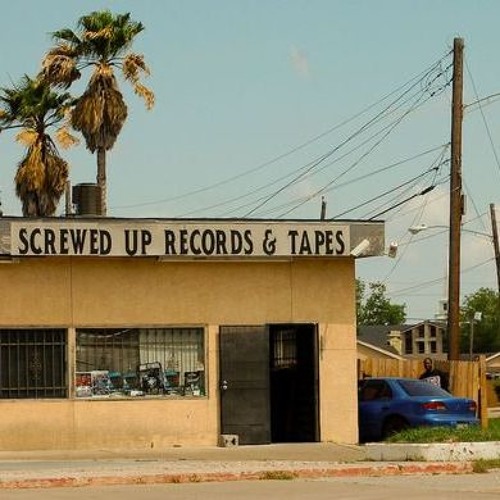 SCREWED UP RECORDS & TAPES